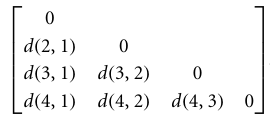 0
d(2, 1) 0
d(3, 1) d(3, 2) 0
d(4, 1) d(4, 2) d(4, 3) 0